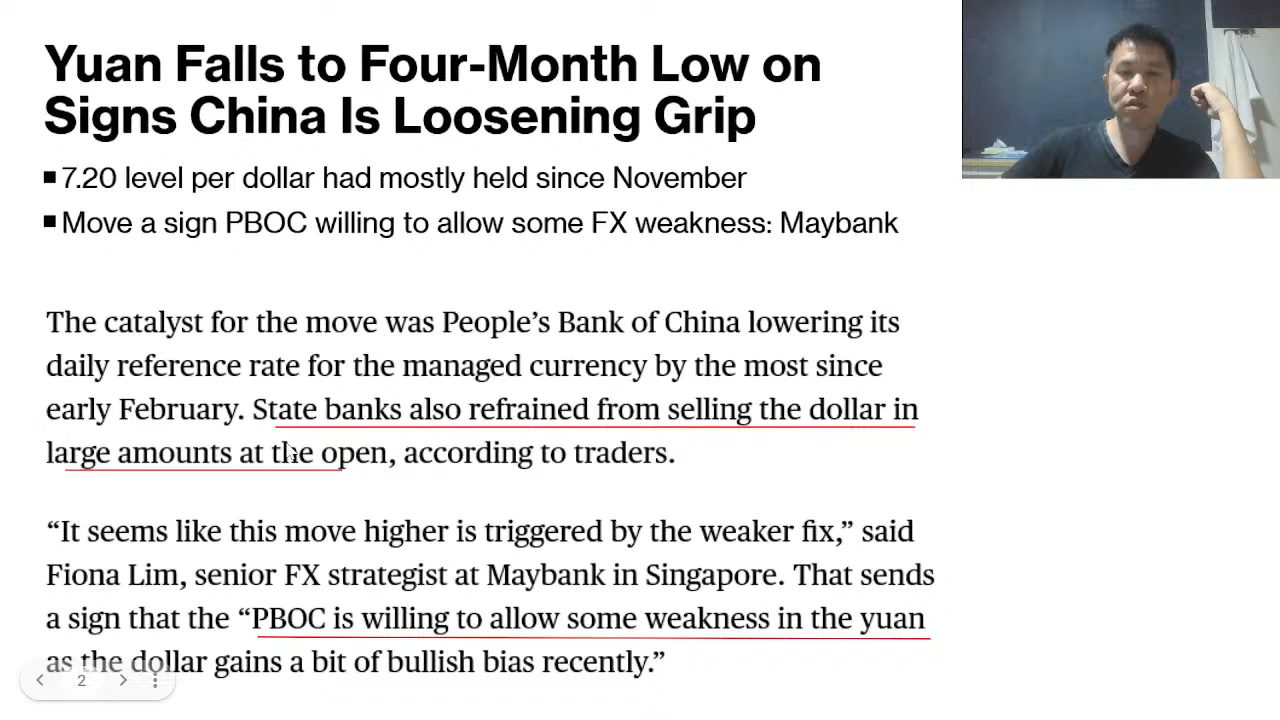 Yuan Falls to Four-Month Low on
Signs China Is Loosening Grip
■ 7.20 level per dollar had mostly held since November
■ Move a sign PBOC willing to allow some FX weakness: Maybank
The catalyst for the move was People’s Bank of China lowering its
daily reference rate for the managed currency by the most since
early February. State banks also refrained from selling the dollar in
large amounts at the open, according to traders.
“It seems like this move higher is triggered by the weaker fix,” said
Fiona Lim, senior FX strategist at Maybank in Singapore. That sends
a sign that the “PBOC is willing to allow some weakness in the yuan
as the dollar gains a bit of bullish bias recently.”
2